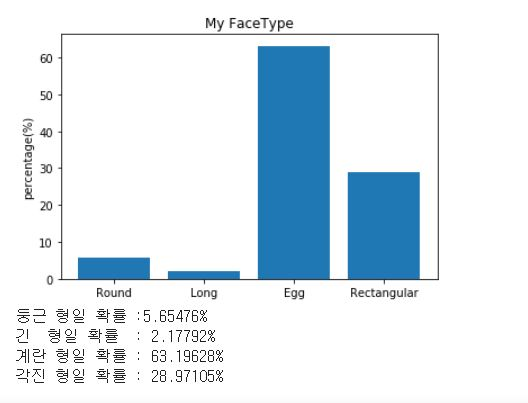 My FaceType
60
50
40
30
20
10
0
percentage(%)
Round Long Egg Rectangular
둥근 형일 확률 :5.65476%
긴  형일 확률  : 2.17792%
계란 형일 확률 : 63.19628%
각진 형일 확률 : 28.97105%